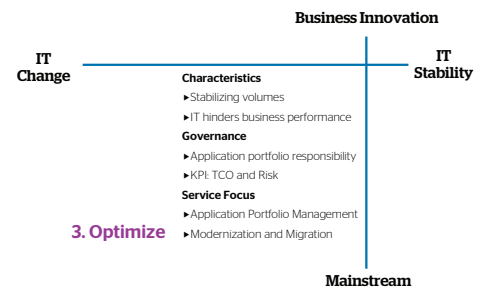 Business Innovation
IT
Change
IT
Stability
Characteristics
▶Stabilizing volumes
▶IT hinders business performance
Governance
▶Application portfolio responsibility
▶KPI: TCO and Risk
Service Focus
▶Application Portfolio Management
3. Optimize
▶Modernization and Migration
Mainstream